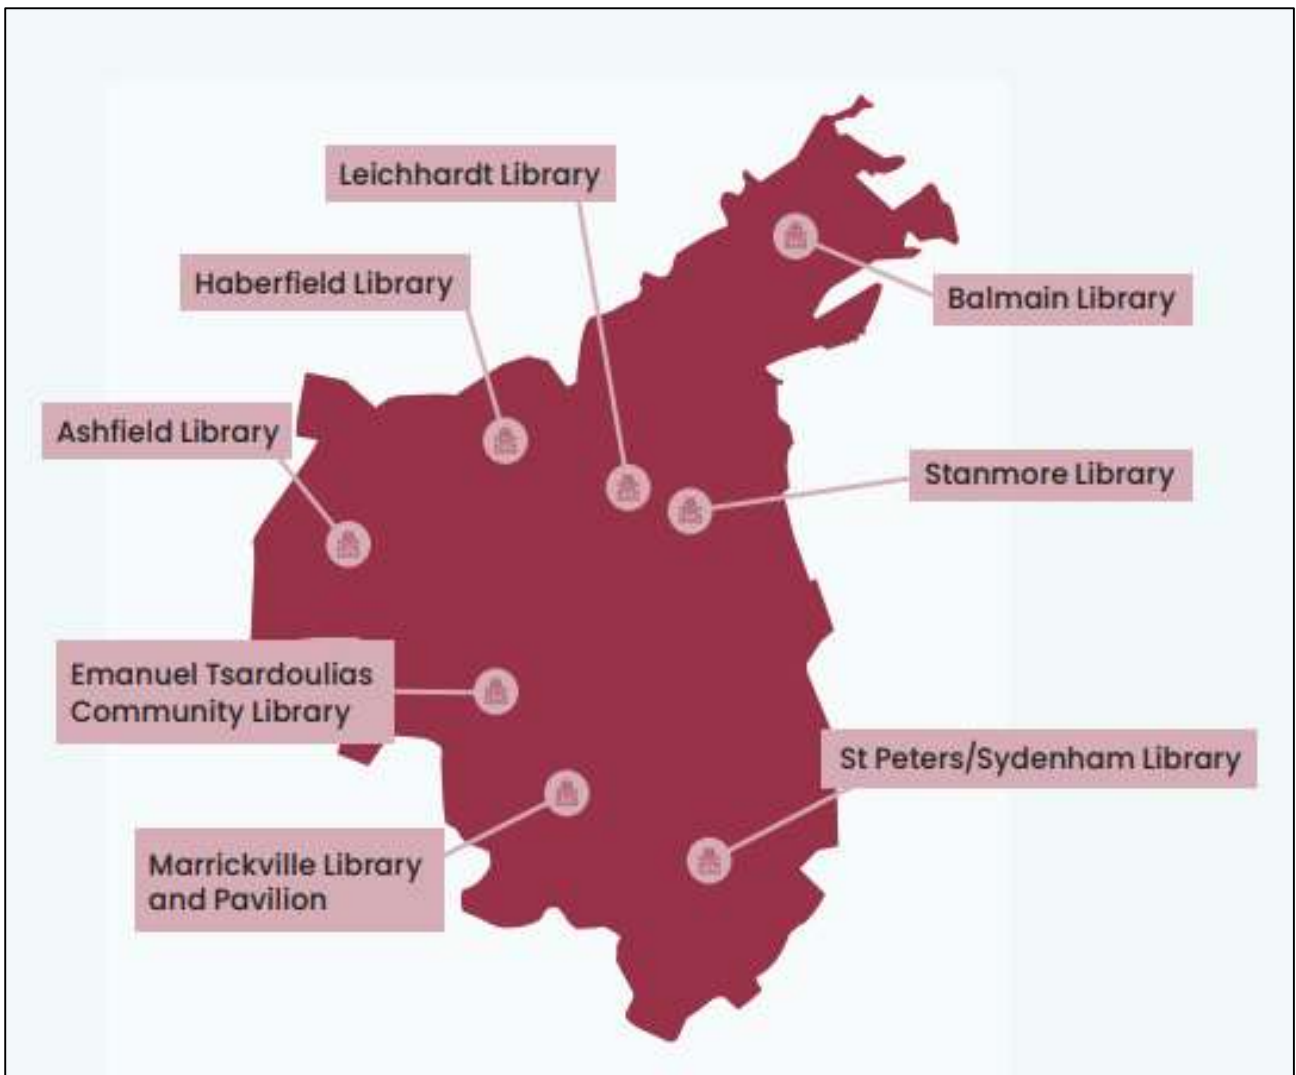 Leichhardt Library
Haberfield Library
Balmain Library
Ashfield Library
Stanmore Library
Emanuel Tsardoulias
Community Library
St Peters/Sydenham Library
Marrickville Library
and Pavilion